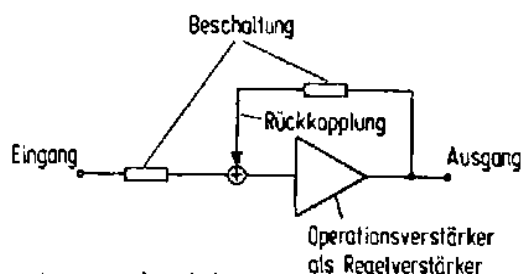 Beschaltung
Rückkopplung
Eingang
Ausgang
Operationsverstärker
als Regelverstärker